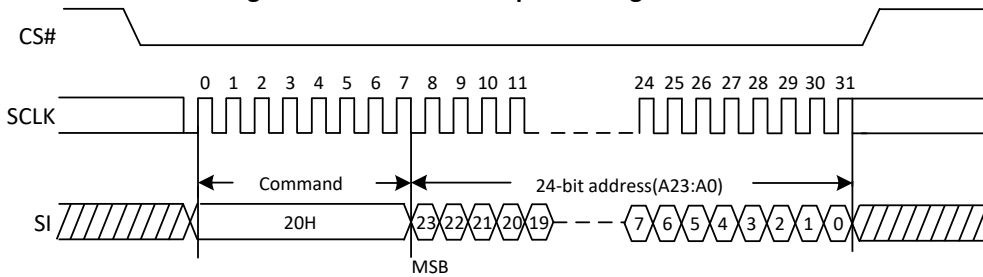 CS#
0 1 2 3 4 5 6 7 8 9 10 11 24 25 26 27 28 29 30 31
SCLK
Command 24-bit address(A23:A0)
SI 20H 23 22 21 20 19 7 6 5 4 3 2 1 0
MSB